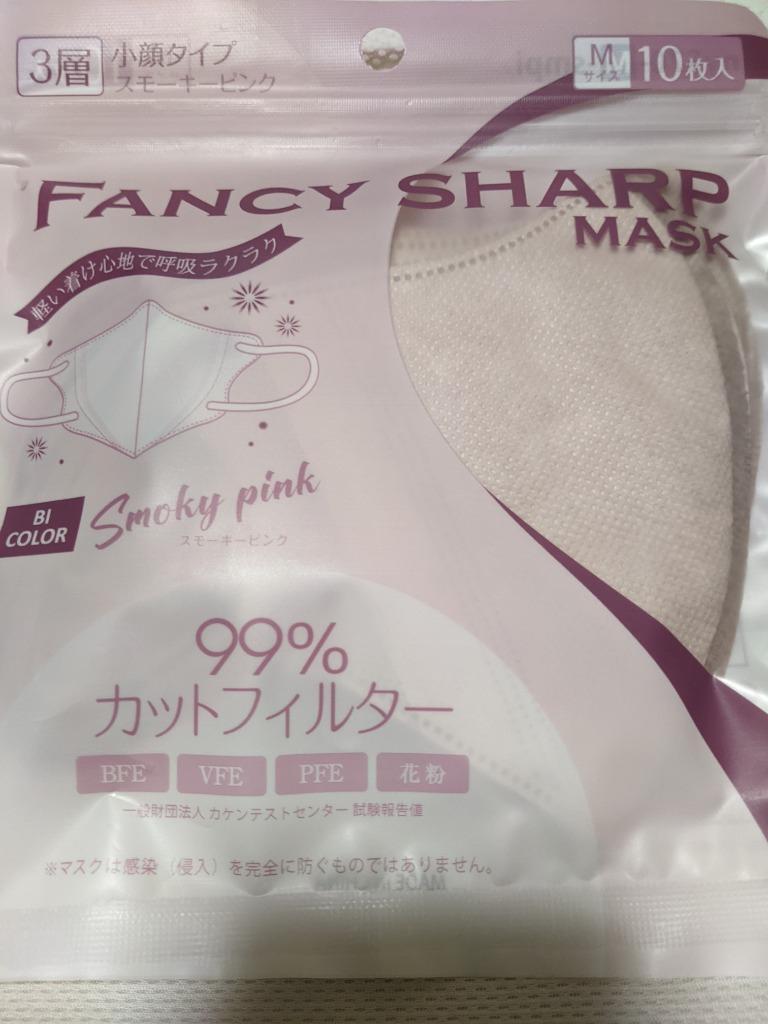 3層
小顔タイプ
スモーキーピンク
M
サイズ
10枚入
FANCY SHARP
MASK
軽い着け心地で呼吸ラクラク
BI
COLOR
Smoky pink
スモーキーピンク
99%
カットフィルター
BFE VFE PFE 花粉
一般財団法人 カケンテストセンター 試験報告値
※マスクは感染（侵入）を完全に防ぐものではありません。
MADE IN CHINA